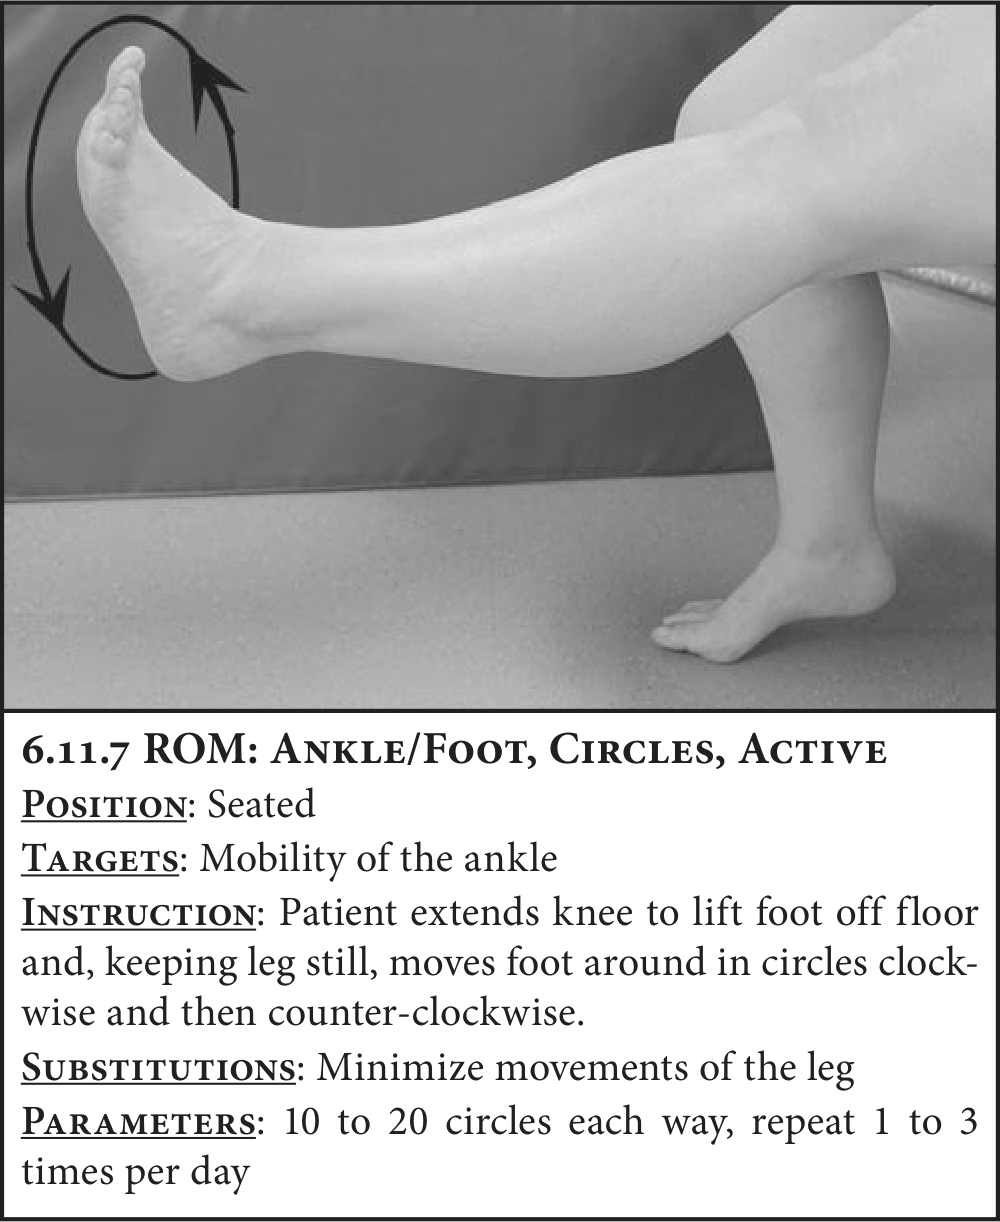 6.11.7 ROM: Ankle/Foot, Circles, Active
Position: Seated
Targets: Mobility of the ankle
Instruction: Patient extends knee to lift foot off floor
and, keeping leg still, moves foot around in circles clock-
wise and then counter-clockwise.
Substitutions: Minimize movements of the leg
Parameters: 10 to 20 circles each way, repeat 1 to 3
times per day